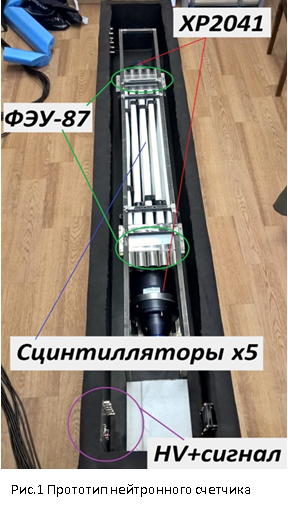 XP2041
ФЭУ-87
Сцинтилляторы x5
HV+сигнал
Рис.1 Прототип нейтронного счетчика